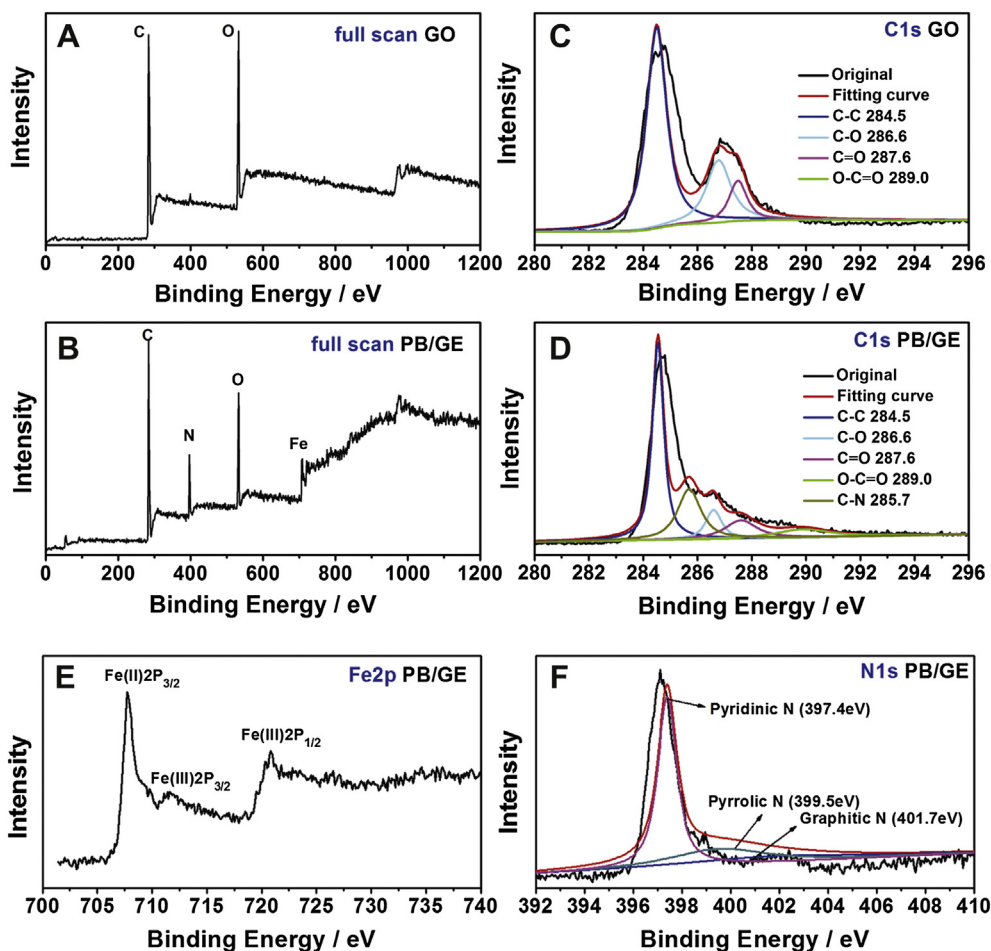 A
full scan GO
C
O
Intensity
0 200 400 600 800 1000 1200
Binding Energy / eV
C
C1s GO
Original
Fitting curve
C-C 284.5
C-O 286.6
C=O 287.6
O-C=O 289.0
Intensity
280 282 284 286 288 290 292 294 296
Binding Energy / eV
B
full scan PB/GE
C
N
O
Fe
Intensity
0 200 400 600 800 1000 1200
Binding Energy / eV
D
C1s PB/GE
Original
Fitting curve
C-C 284.5
C-O 286.6
C=O 287.6
O-C=O 289.0
C-N 285.7
Intensity
280 282 284 286 288 290 292 294 296
Binding Energy / eV
E
Fe2p PB/GE
Fe(II)2P3/2
Fe(III)2P3/2
Fe(III)2P1/2
Intensity
700 705 710 715 720 725 730 735 740
Binding Energy / eV
F
N1s PB/GE
Pyridinic N (397.4eV)
Pyrrolic N (399.5eV)
Graphitic N (401.7eV)
Intensity
392 394 396 398 400 402 404 406 408 410
Binding Energy / eV